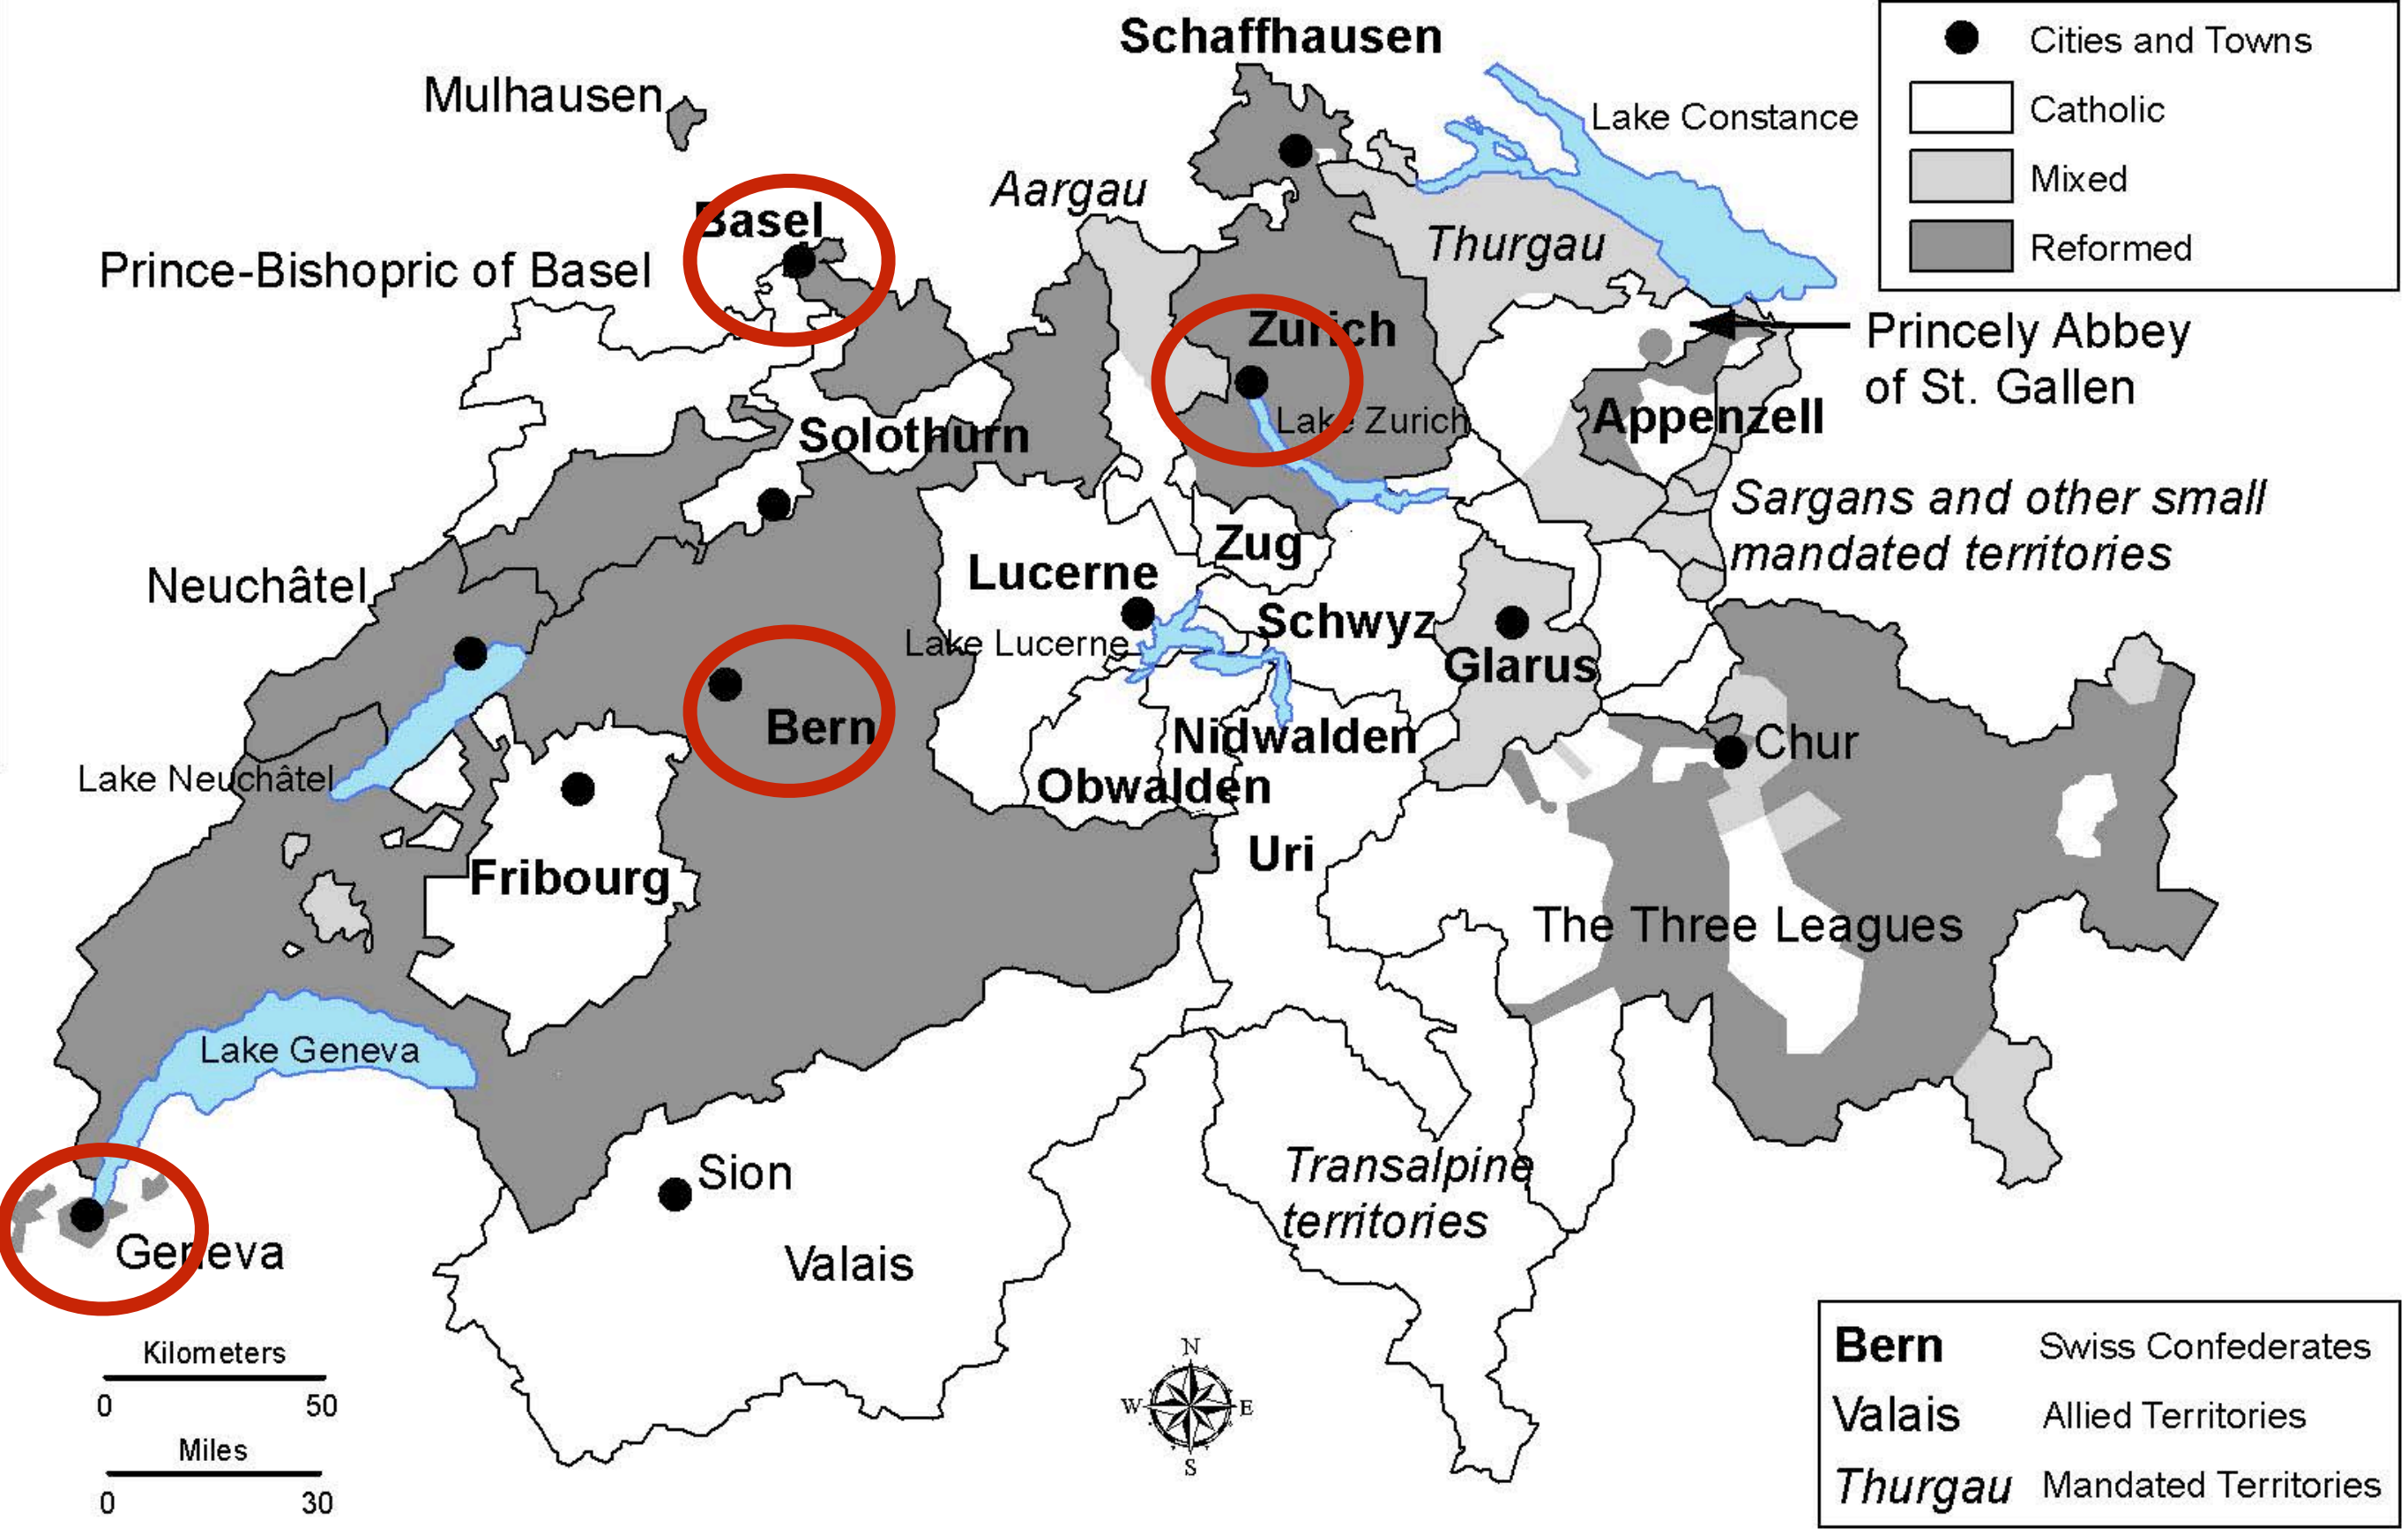 Schaffhausen
Mulhausen
Lake Constance
Cities and Towns
Catholic
Mixed
Reformed
Aargau
Basel
Prince-Bishopric of Basel
Thurgau
Zurich
Princely Abbey
of St. Gallen
Lake Zurich
Appenzell
Solothurn
Sargans and other small
mandated territories
Zug
Lucerne
Neuchâtel
Schwyz
Lake Lucerne
Glarus
Bern
Nidwalden
Chur
Lake Neuchâtel
Obwalden
Uri
Fribourg
The Three Leagues
Lake Geneva
Sion
Transalpine
territories
Geneva
Valais
Kilometers
0 50
Miles
0 30
N
W E
S
Bern Swiss Confederates
Valais Allied Territories
Thurgau Mandated Territories